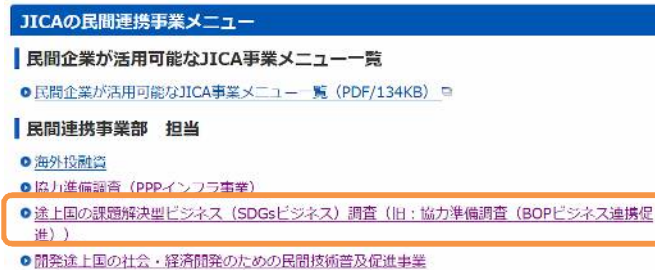 JICAの民間連携事業メニュー
民間企業が活用可能なJICA事業メニュー一覧
民間企業が活用可能なJICA事業メニュー一覧（PDF/134KB）
民間連携事業部 担当
海外投融資
協力準備調査（PPPインフラ事業）
途上国の課題解決型ビジネス（SDGsビジネス）調査（旧：協力準備調査（BOPビジネス連携促
進））
開発途上国の社会・経済開発のための民間技術普及促進事業